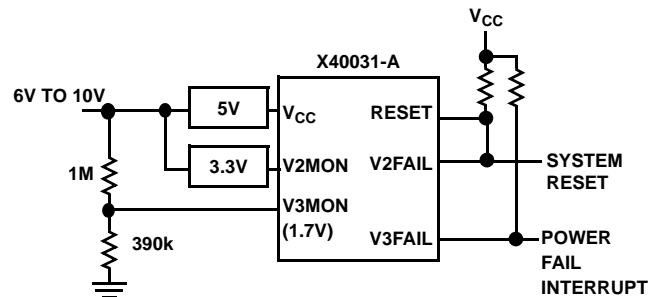 VCC
X40031-A
6V TO 10V
5V
VCC
RESET
3.3V
V2MON
V2FAIL
SYSTEM
RESET
1M
V3MON
(1.7V)
390k
V3FAIL
POWER
FAIL
INTERRUPT